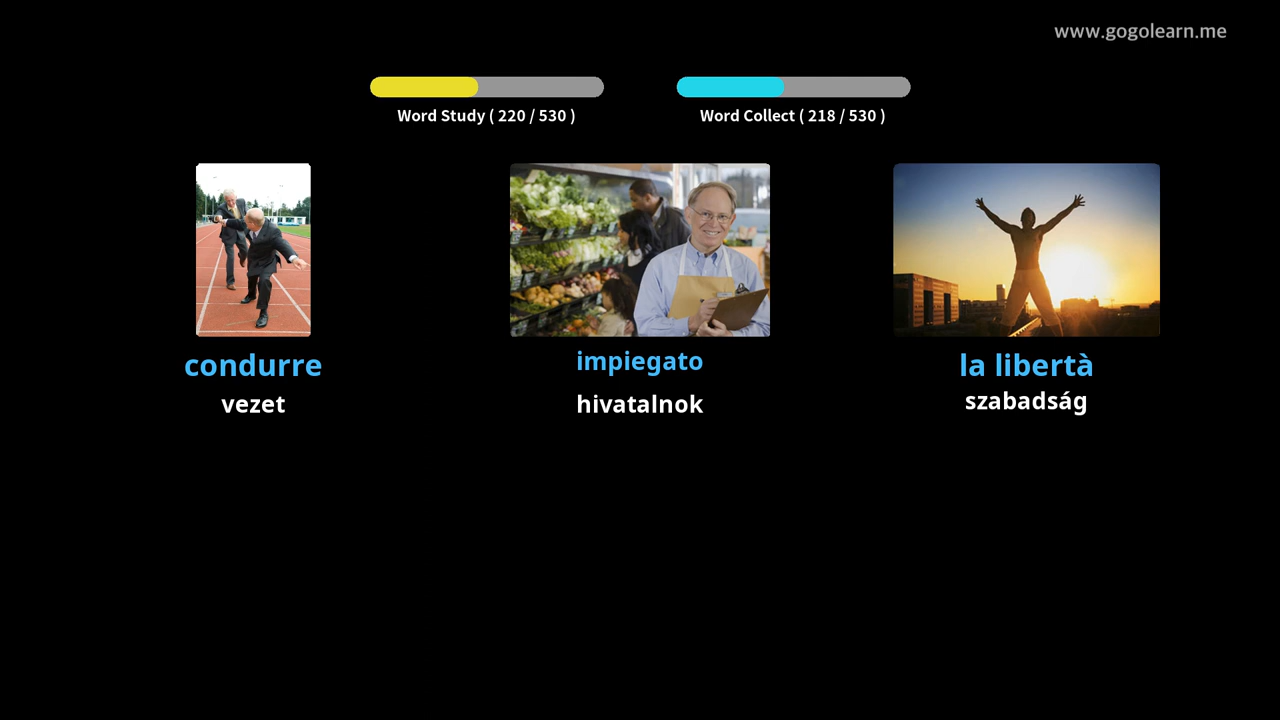 www.gogolearn.me
Word Study ( 220 / 530 )
Word Collect ( 218 / 530 )
condurre
vezet
impiegato
hivatalnok
la libertà
szabadság